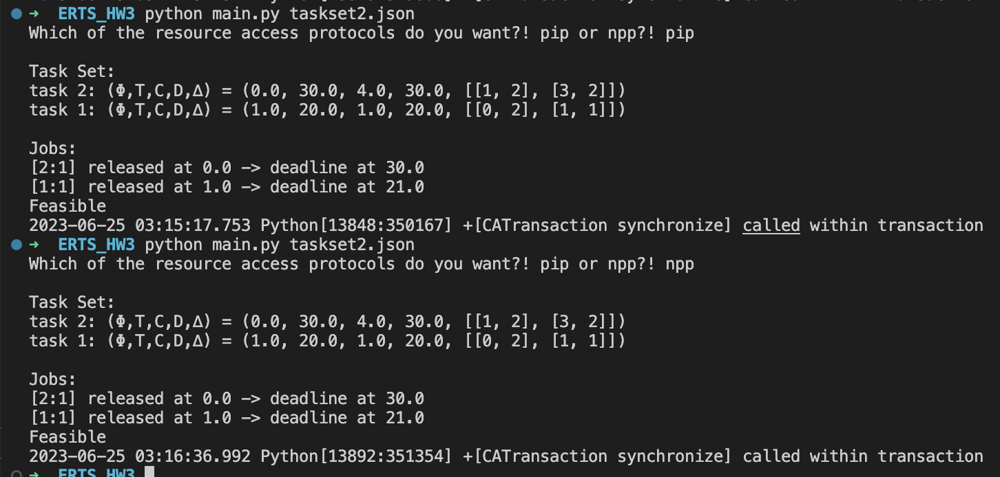 ➜ ERTS_HW3 python main.py taskset2.json
Which of the resource access protocols do you want?! pip or npp?! pip
Task Set:
task 2: (Φ,T,C,D,∆) = (0.0, 30.0, 4.0, 30.0, [[1, 2], [3, 2]])
task 1: (Φ,T,C,D,∆) = (1.0, 20.0, 1.0, 20.0, [[0, 2], [1, 1]])
Jobs:
[2:1] released at 0.0 -> deadline at 30.0
[1:1] released at 1.0 -> deadline at 21.0
Feasible
2023-06-25 03:15:17.753 Python[13848:350167] +[CATransaction synchronize] called within transaction
➜ ERTS_HW3 python main.py taskset2.json
Which of the resource access protocols do you want?! pip or npp?! npp
Task Set:
task 2: (Φ,T,C,D,∆) = (0.0, 30.0, 4.0, 30.0, [[1, 2], [3, 2]])
task 1: (Φ,T,C,D,∆) = (1.0, 20.0, 1.0, 20.0, [[0, 2], [1, 1]])
Jobs:
[2:1] released at 0.0 -> deadline at 30.0
[1:1] released at 1.0 -> deadline at 21.0
Feasible
2023-06-25 03:16:36.992 Python[13892:351354] +[CATransaction synchronize] called within transaction
➜ ERTS_HW3